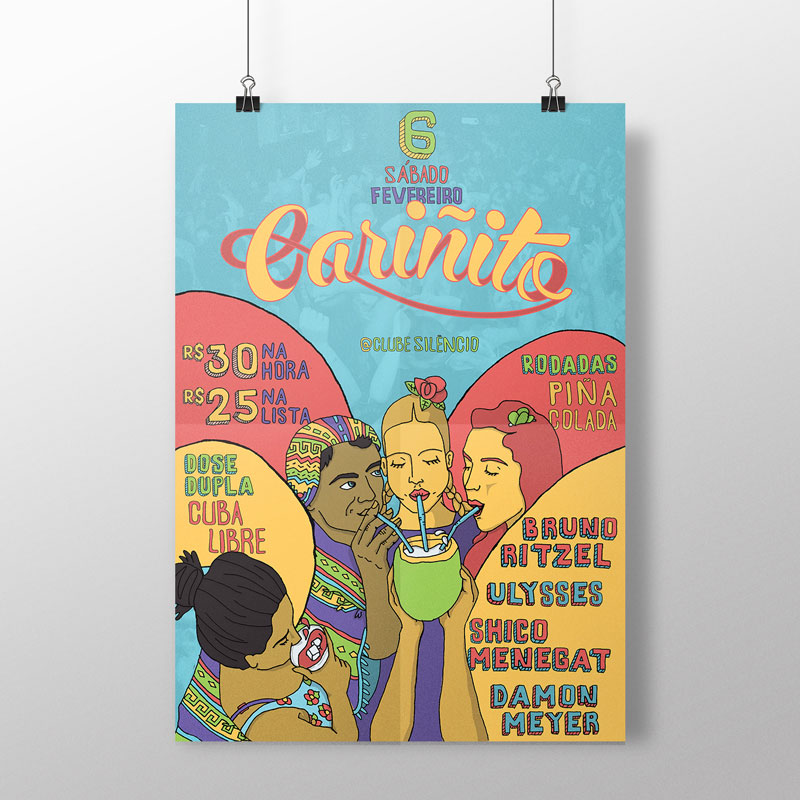 6
SÁBADO
FEVEREIRO
Cariñito
@CLUBE SILÊNCIO
R$ 30 NA HORA
R$ 25 NA LISTA
RODADAS
PIÑA
COLADA
DOSE
DUPLA
CUBA
LIBRE
BRUNO
RITZEL
ULYSSES
SHICO
MENEGAT
DAMON
MEYER